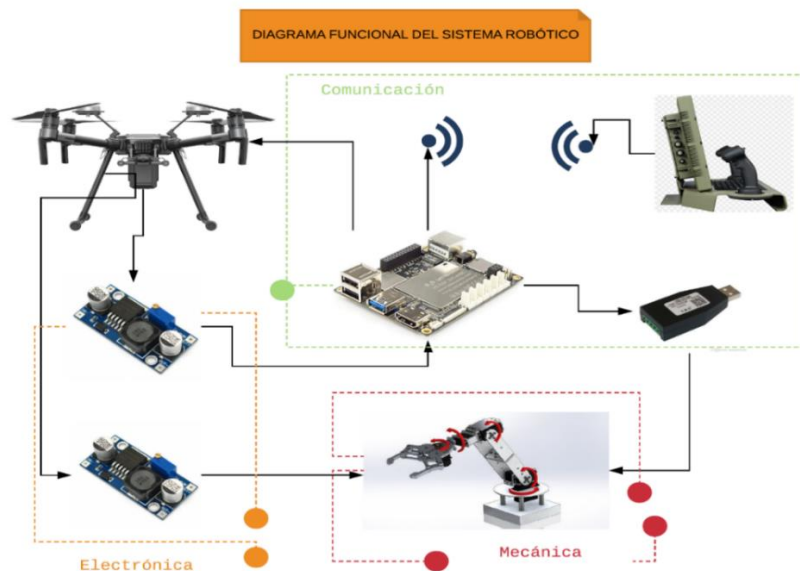 DIAGRAMA FUNCIONAL DEL SISTEMA ROBÓTICO
Comunicación
Mecánica
Electrónica